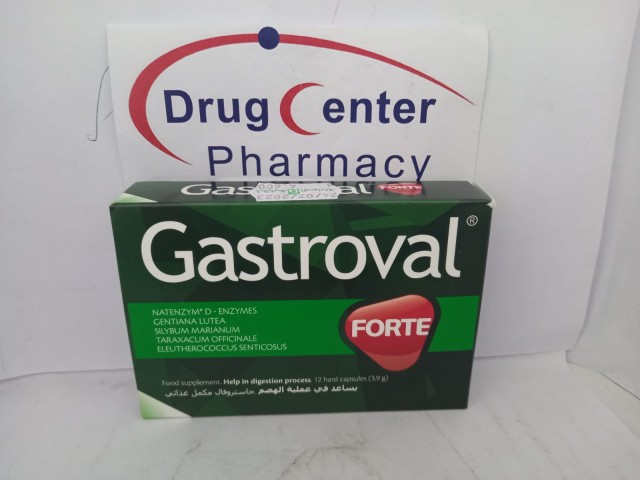 Drug Center
Pharmacy
Gastroval FORTE
Gastroval®
NATENZYM® D - ENZYMES
GENTIANA LUTEA
SILYBUM MARIANUM
TARAXACUM OFFICINALE
ELEUTHEROCOCCUS SENTICOSUS
FORTE
Food supplement. Help in digestion process. 12 hard capsules (3,9 g)
يساعد في عملية الهضم جاستروفال مكمل غذائي